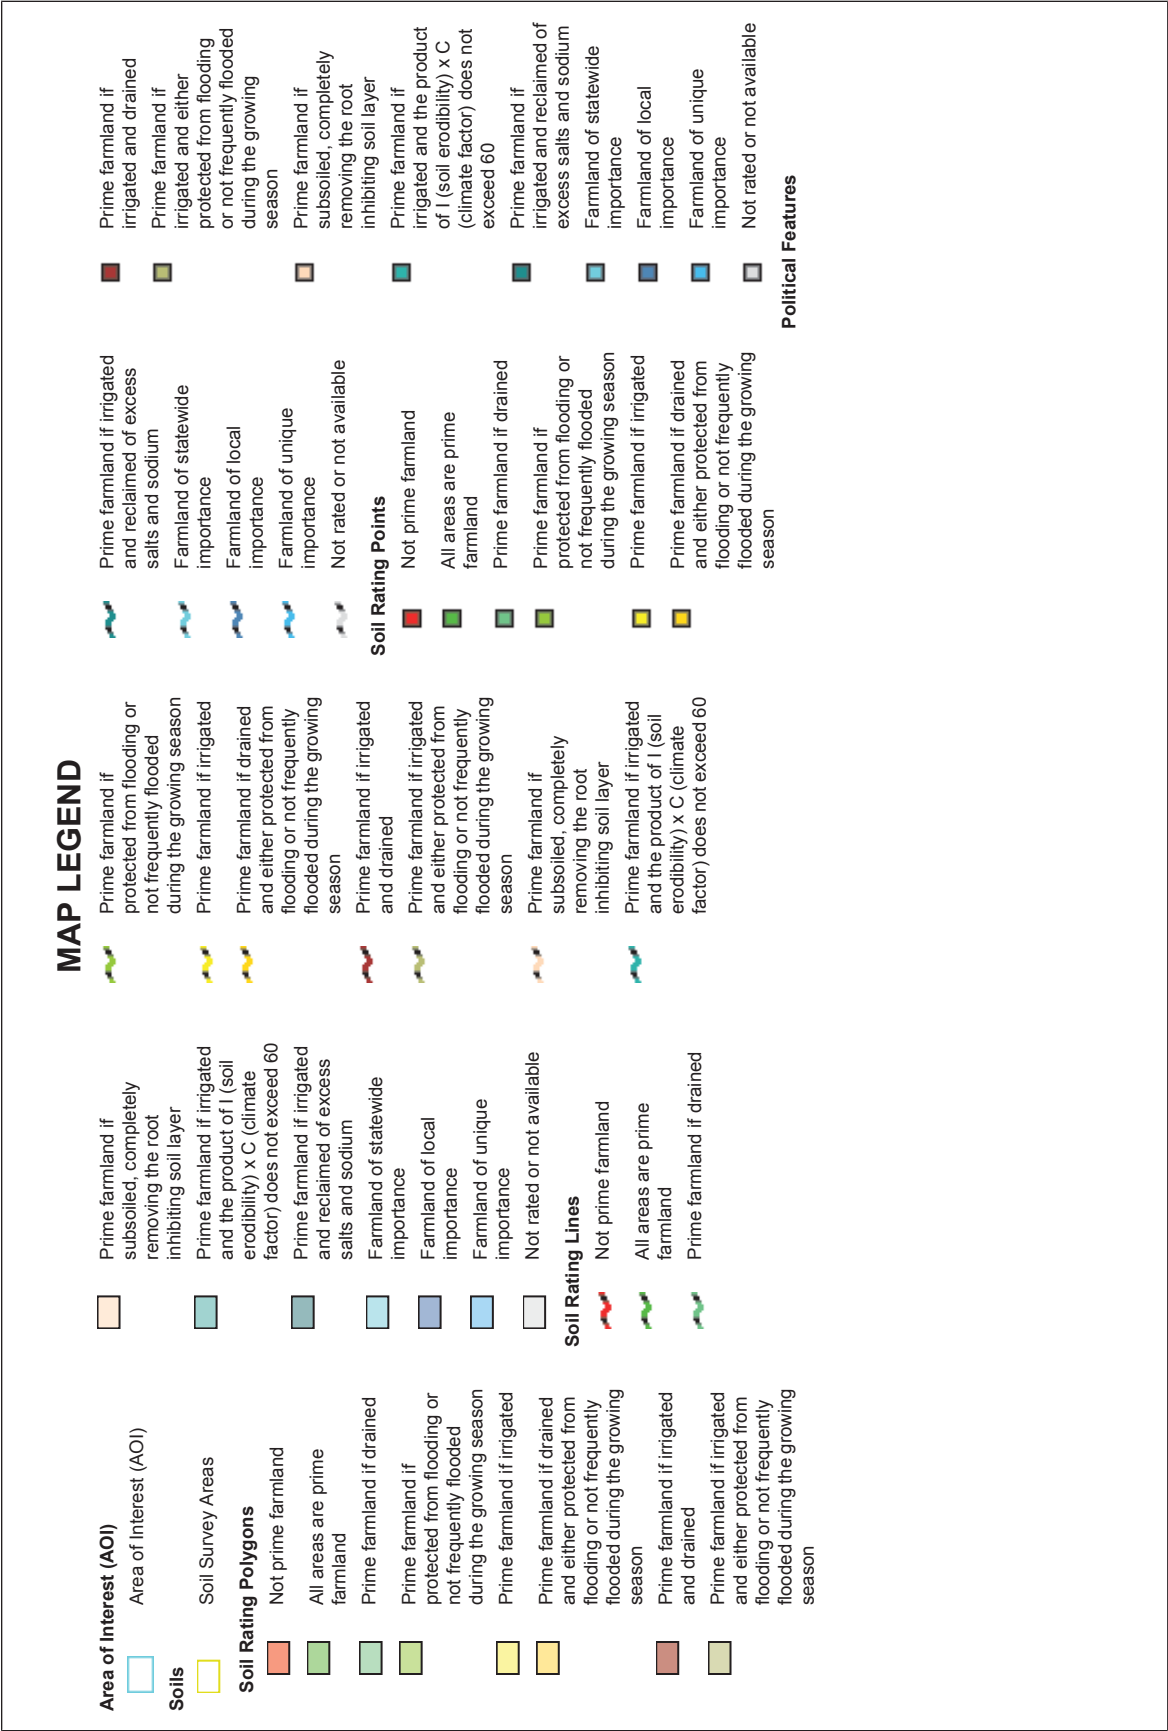 MAP LEGEND
Area of Interest (AOI)
Area of Interest (AOI)
Soils
Soil Survey Areas
Soil Rating Polygons
Not prime farmland
All areas are prime
farmland
Prime farmland if drained
Prime farmland if
protected from flooding or
not frequently flooded
during the growing season
Prime farmland if irrigated
Prime farmland if drained
and either protected from
flooding or not frequently
flooded during the growing
season
Prime farmland if irrigated
and drained
Prime farmland if irrigated
and either protected from
flooding or not frequently
flooded during the growing
season
Prime farmland if
subsoiled, completely
removing the root
inhibiting soil layer
Prime farmland if irrigated
and the product of I (soil
erodibility) x C (climate
factor) does not exceed 60
Prime farmland if irrigated
and reclaimed of excess
salts and sodium
Farmland of statewide
importance
Farmland of local
importance
Farmland of unique
importance
Not rated or not available
Soil Rating Lines
Not prime farmland
All areas are prime
farmland
Prime farmland if drained
Prime farmland if
protected from flooding or
not frequently flooded
during the growing season
Prime farmland if irrigated
Prime farmland if drained
and either protected from
flooding or not frequently
flooded during the growing
season
Prime farmland if irrigated
and drained
Prime farmland if irrigated
and either protected from
flooding or not frequently
flooded during the growing
season
Prime farmland if
subsoiled, completely
removing the root
inhibiting soil layer
Prime farmland if irrigated
and the product of I (soil
erodibility) x C (climate
factor) does not exceed 60
Prime farmland if irrigated
and reclaimed of excess
salts and sodium
Farmland of statewide
importance
Farmland of local
importance
Farmland of unique
importance
Not rated or not available
Soil Rating Points
Not prime farmland
All areas are prime
farmland
Prime farmland if drained
Prime farmland if
protected from flooding or
not frequently flooded
during the growing season
Prime farmland if irrigated
Prime farmland if drained
and either protected from
flooding or not frequently
flooded during the growing
season
Prime farmland if
irrigated and drained
Prime farmland if
irrigated and either
protected from flooding
or not frequently flooded
during the growing
season
Prime farmland if
subsoiled, completely
removing the root
inhibiting soil layer
Prime farmland if
irrigated and the product
of I (soil erodibility) x C
(climate factor) does not
exceed 60
Prime farmland if
irrigated and reclaimed of
excess salts and sodium
Farmland of statewide
importance
Farmland of local
importance
Farmland of unique
importance
Not rated or not available
Political Features